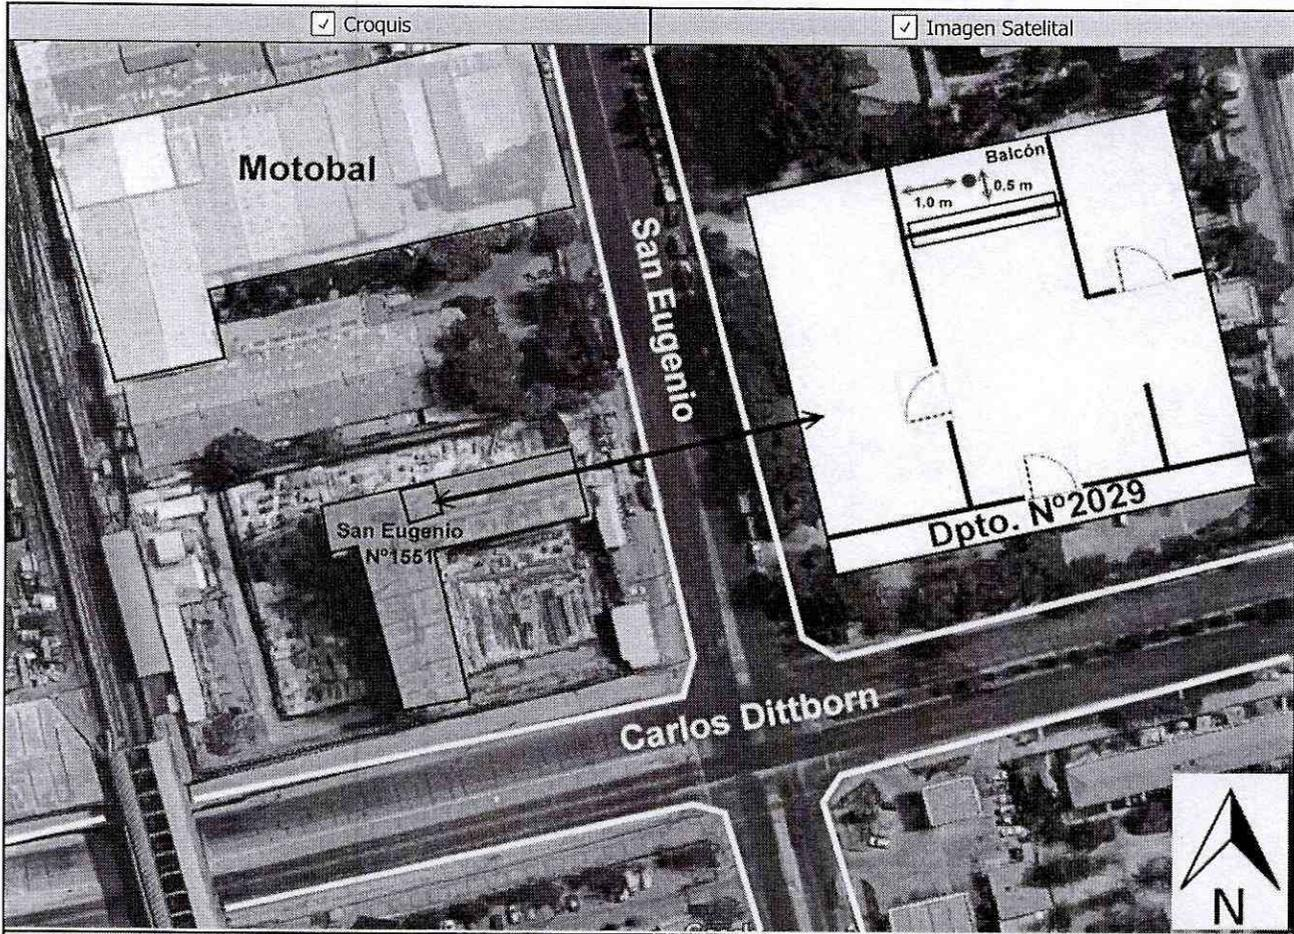 Croquis
Imagen Satelital
Motobal
San Eugenio
Balcón
1.0 m
0.5 m
San Eugenio
Nº1551
Dpto. Nº2029
Carlos Dittborn
N